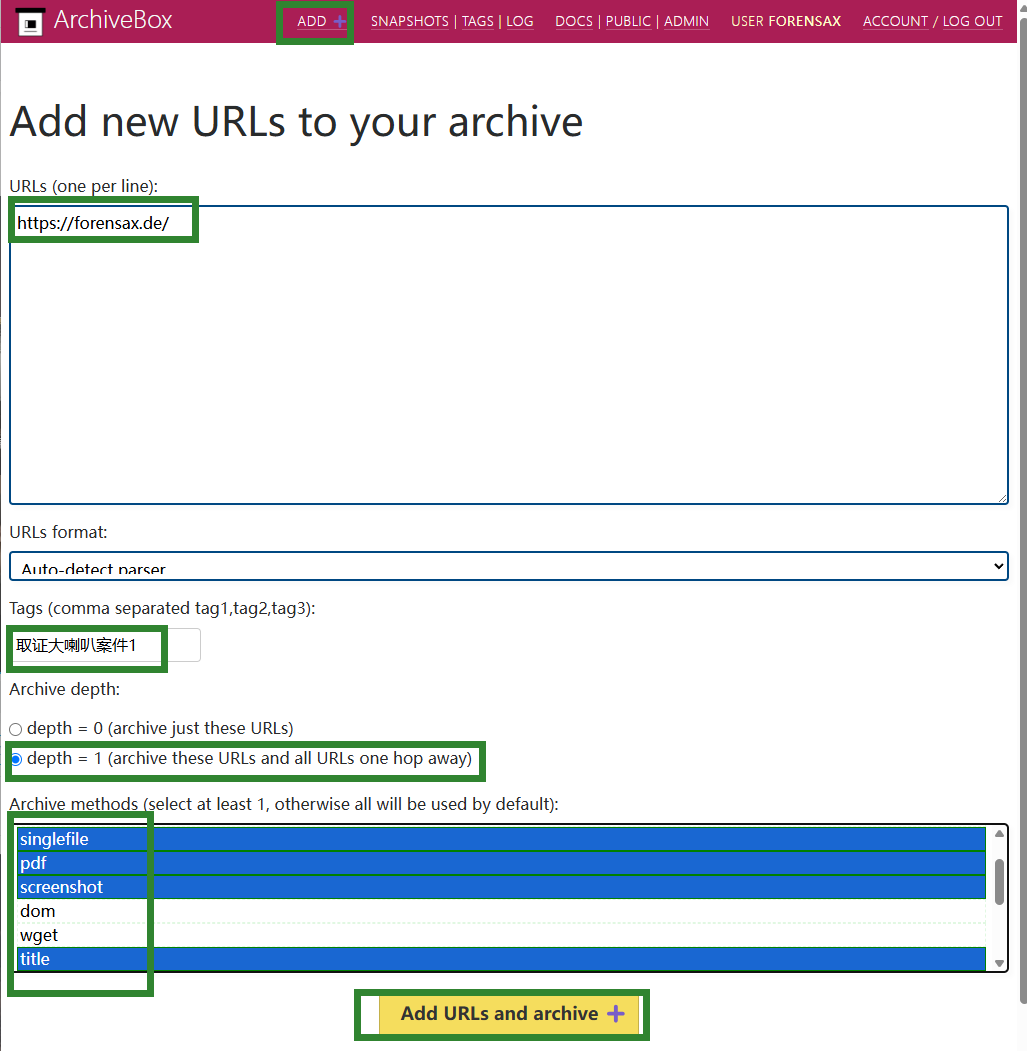 ArchiveBox
ADD + SNAPSHOTS | TAGS | LOG DOCS | PUBLIC | ADMIN USER FORENSAX ACCOUNT / LOG OUT
Add new URLs to your archive
URLs (one per line):
https://forensax.de/
URLs format:
Auto-detect parser
Tags (comma separated tag1,tag2,tag3):
取证大喇叭案件1
Archive depth:
depth = 0 (archive just these URLs)
depth = 1 (archive these URLs and all URLs one hop away)
Archive methods (select at least 1, otherwise all will be used by default):
singlefile
pdf
screenshot
dom
wget
title
Add URLs and archive +